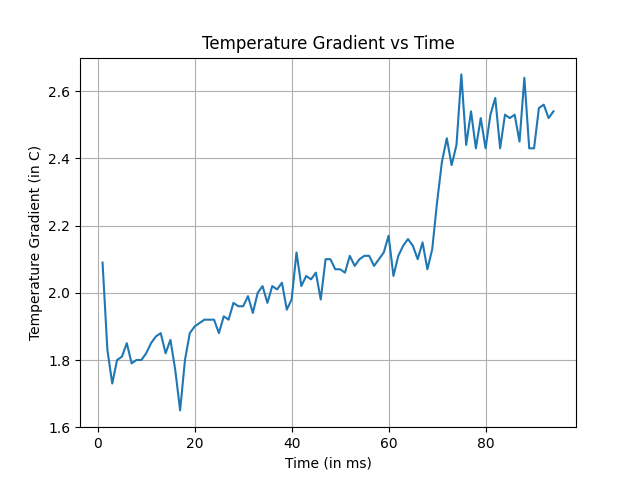 Temperature Gradient vs Time
Temperature Gradient (in C)
2.6
2.4
2.2
2.0
1.8
1.6
0 20 40 60 80
Time (in ms)